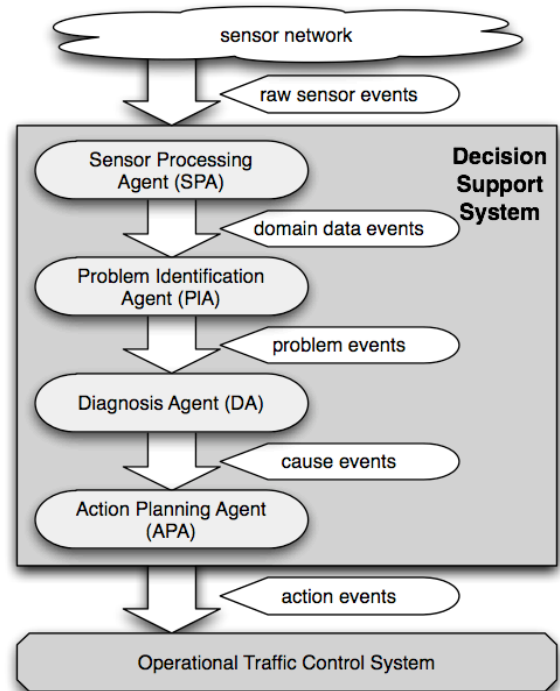 sensor network
raw sensor events
Decision
Support
System
Sensor Processing
Agent (SPA)
domain data events
Problem Identification
Agent (PIA)
problem events
Diagnosis Agent (DA)
cause events
Action Planning Agent
(APA)
action events
Operational Traffic Control System